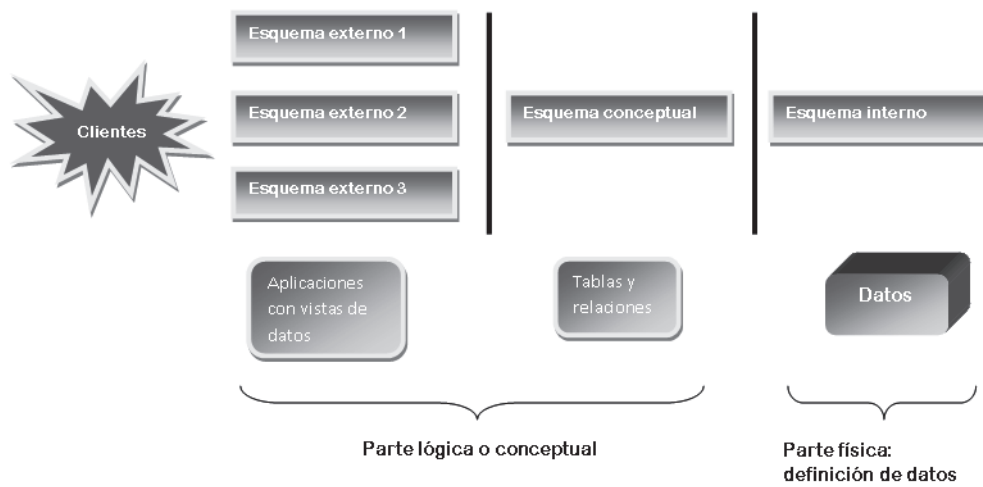 Esquema externo 1
Clientes
Esquema externo 2
Esquema conceptual
Esquema interno
Esquema externo 3
Aplicaciones
con vistas de
datos
Tablas y
relaciones
Datos
Parte lógica o conceptual
Parte física:
definición de datos